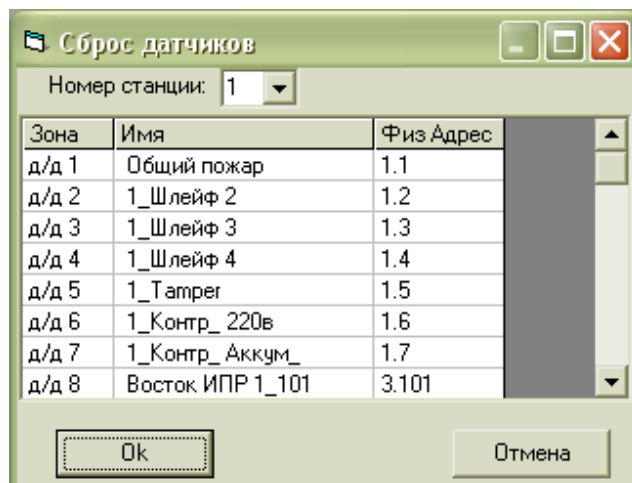 Сброс датчиков
Номер станции: 1
Зона Имя Физ Адрес
д/д 1 Общий пожар 1.1
д/д 2 1_Шлейф 2 1.2
д/д 3 1_Шлейф 3 1.3
д/д 4 1_Шлейф 4 1.4
д/д 5 1_Tamper 1.5
д/д 6 1_Контр_ 220в 1.6
д/д 7 1_Контр_ Аккум_ 1.7
д/д 8 Восток ИПР 1_101 3.101
Ok Отмена